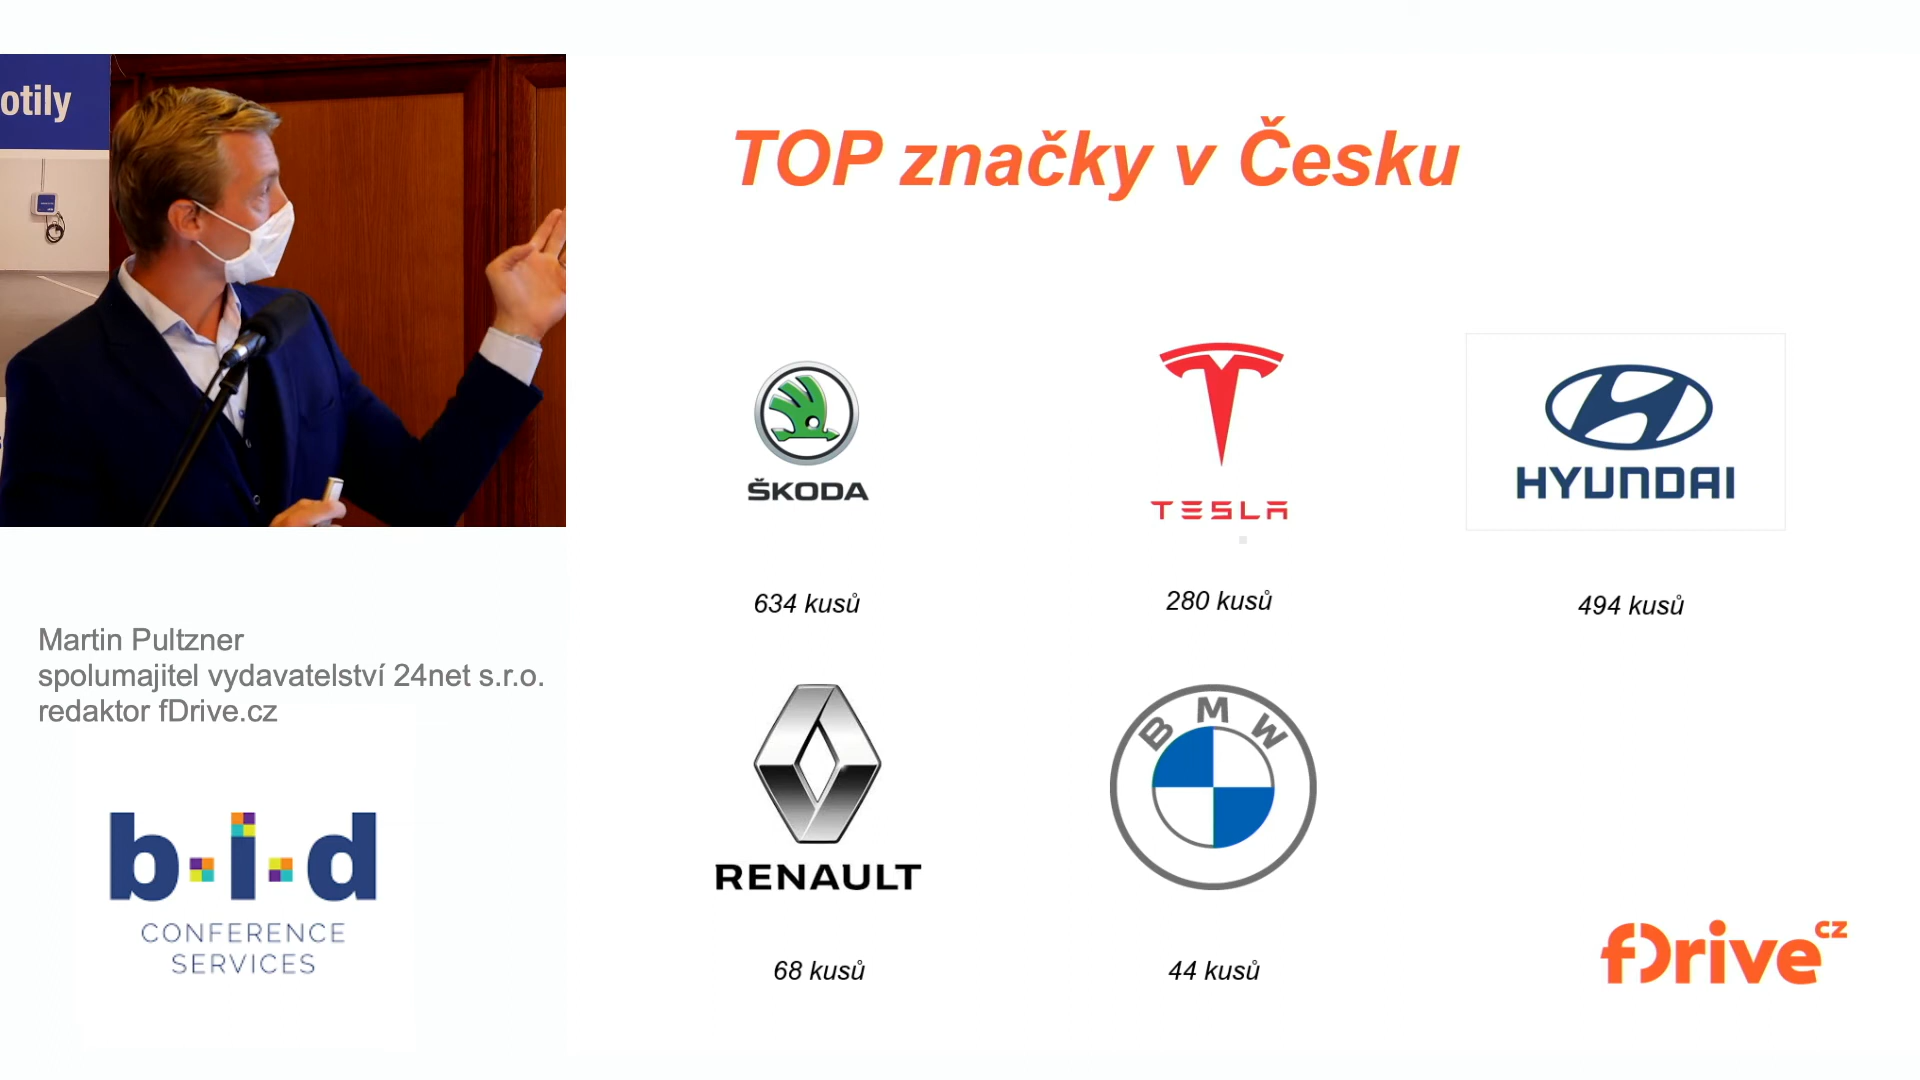 otily
TOP značky v Česku
ŠKODA
TESLA
HYUNDAI
634 kusů
280 kusů
494 kusů
Martin Pultzner
spolumajitel vydavatelství 24net s.r.o.
redaktor fDrive.cz
BMW
RENAULT
b·i·d
CONFERENCE
SERVICES
68 kusů
44 kusů
fDrive CZ